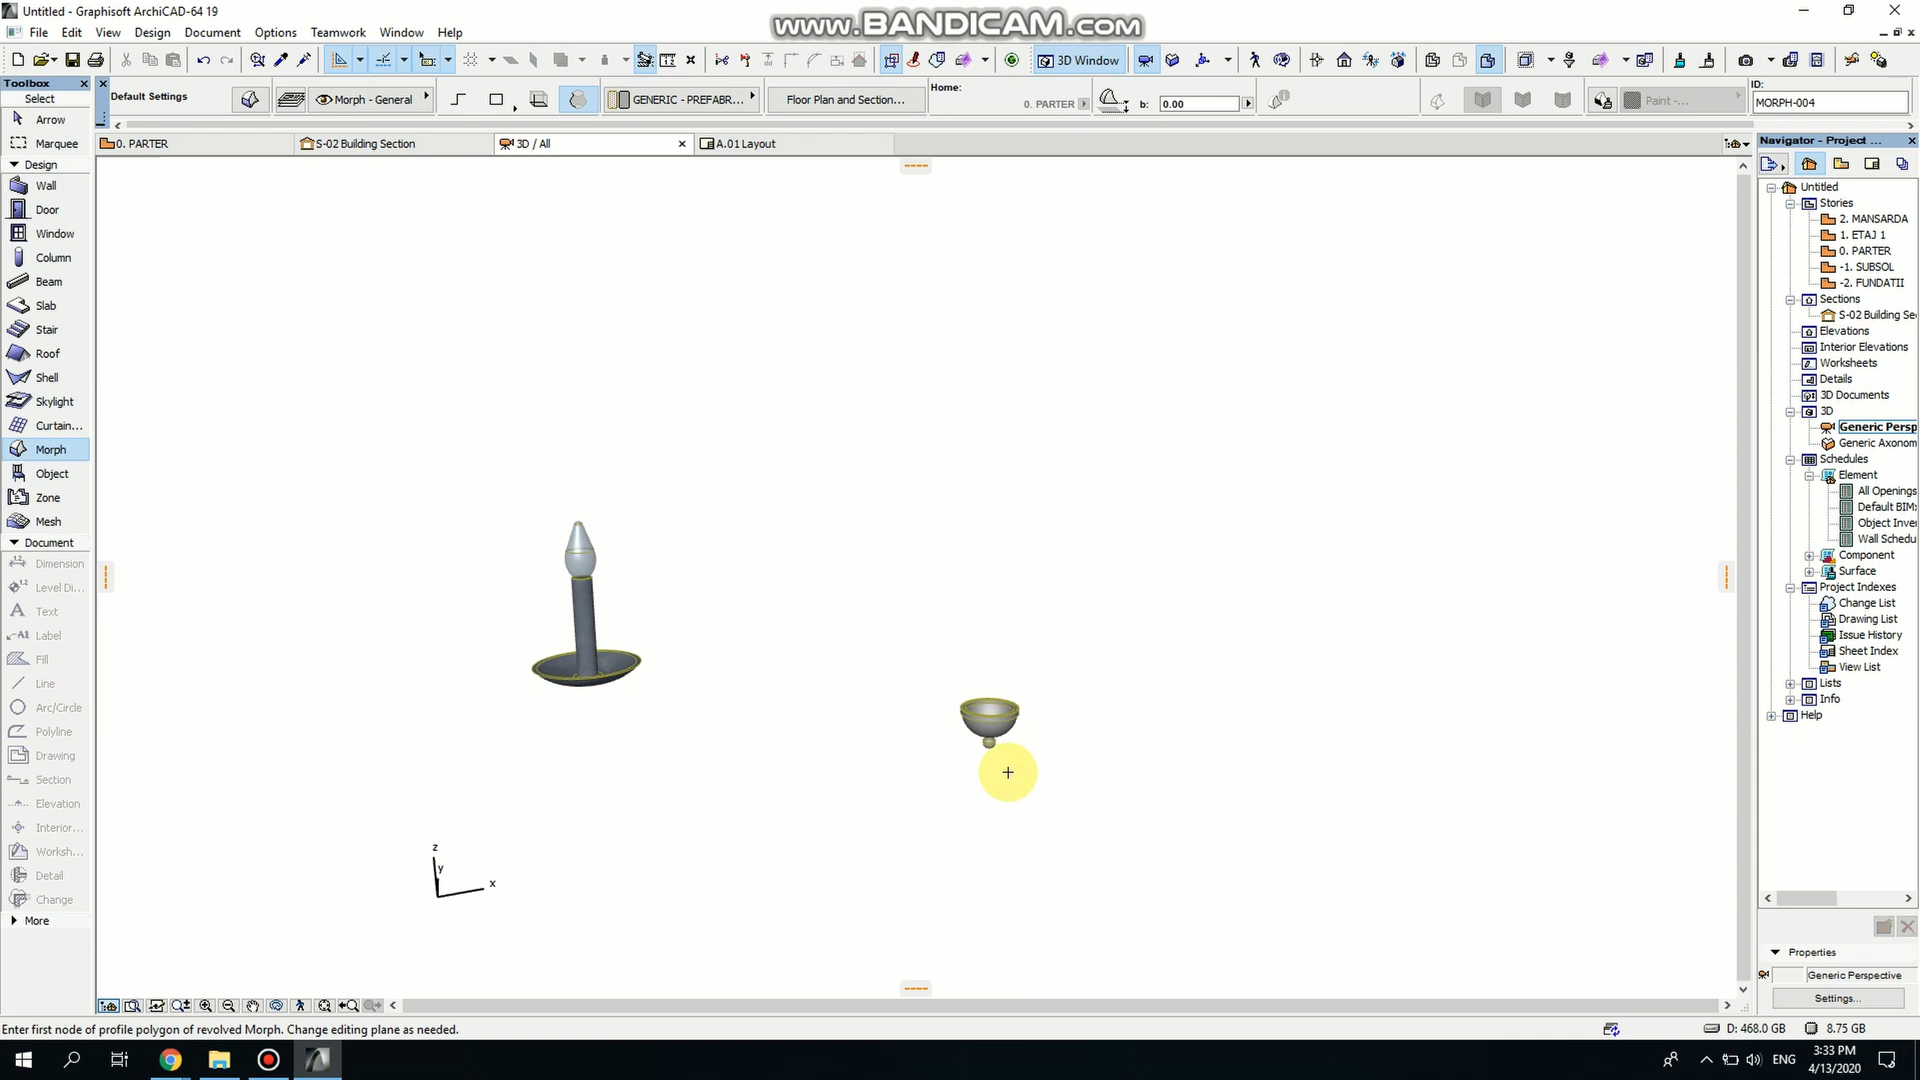 Untitled - Graphisoft ArchiCAD-64 19
www.BANDICAM.com
File Edit View Design Document Options Teamwork Window Help
3D Window
Toolbox
Select
Arrow
Marquee
Design
Wall
Door
Window
Column
Beam
Slab
Stair
Roof
Shell
Skylight
Curtain...
Morph
Object
Zone
Mesh
Document
Dimension
Level Di...
Text
Label
Fill
Line
Arc/Circle
Polyline
Drawing
Section
Elevation
Interior...
Worksh...
Detail
Change
More
Default Settings
Morph - General
GENERIC - PREFABR...
Floor Plan and Section...
Home:
0. PARTER
b: 0.00
Paint -...
ID:
MORPH-004
0. PARTER
S-02 Building Section
3D / All
A.01 Layout
z
y
x
Navigator - Project ...
Untitled
Stories
2. MANSARDA
1. ETAJ 1
0. PARTER
-1. SUBSOL
-2. FUNDATII
Sections
S-02 Building Se
Elevations
Interior Elevations
Worksheets
Details
3D Documents
3D
Generic Persp
Generic Axonom
Schedules
Element
All Openings
Default BIMx
Object Inve
Wall Schedu
Component
Surface
Project Indexes
Change List
Drawing List
Issue History
Sheet Index
View List
Lists
Info
Help
Properties
Generic Perspective
Settings...
Enter first node of profile polygon of revolved Morph. Change editing plane as needed.
D: 468.0 GB
8.75 GB
ENG
3:33 PM
4/13/2020